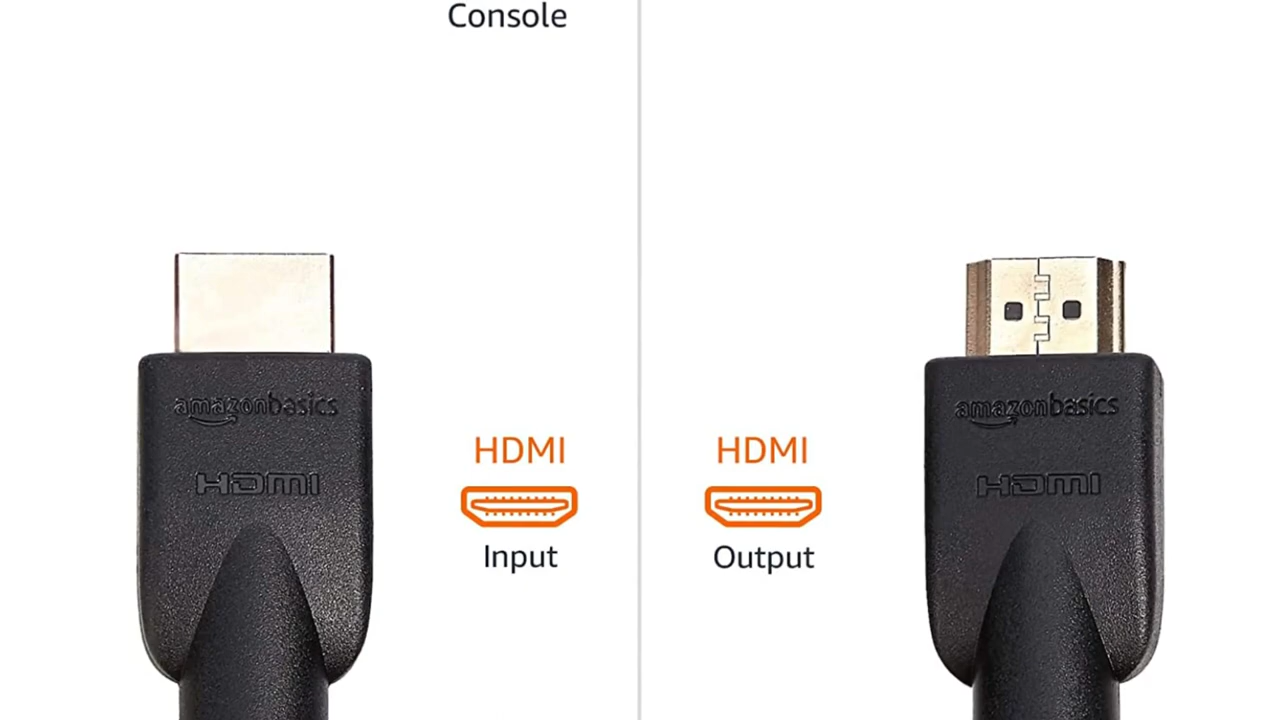 Console
amazonbasics
HDMI
HDMI
Input
HDMI
Output
amazonbasics
HDMI